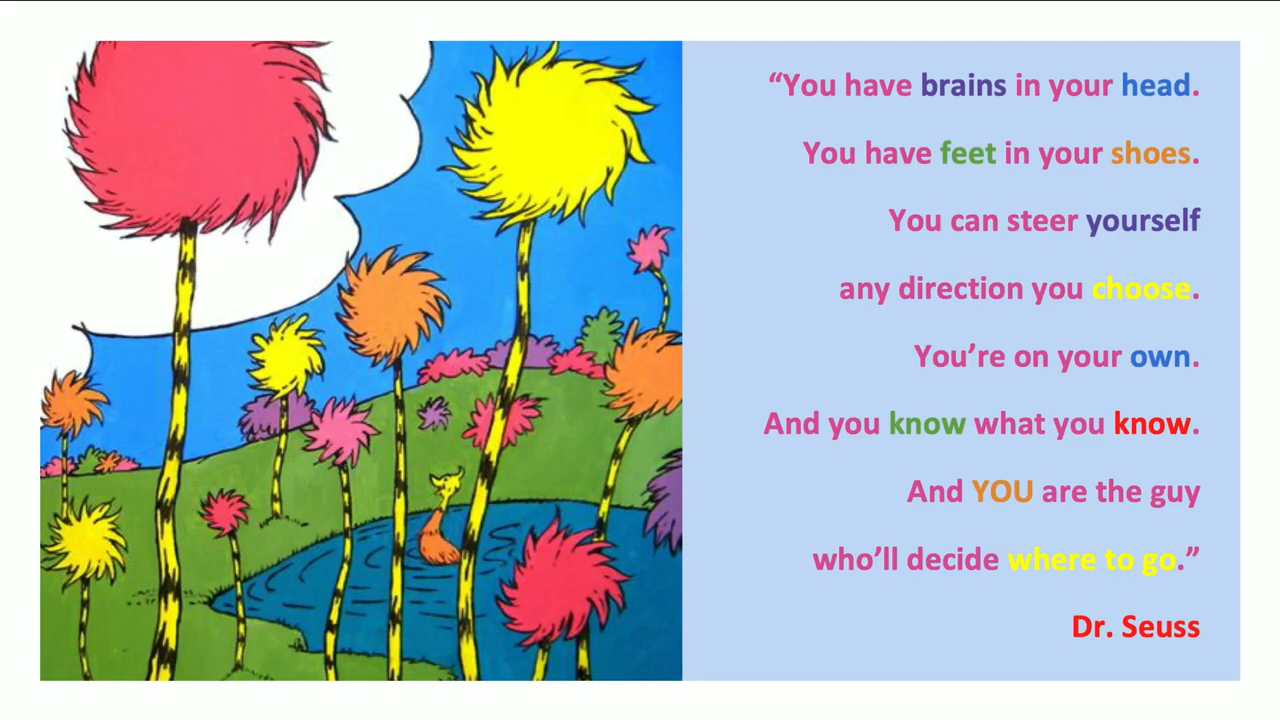 “You have brains in your head.
You have feet in your shoes.
You can steer yourself
any direction you choose.
You’re on your own.
And you know what you know.
And YOU are the guy
who’ll decide where to go.”
Dr. Seuss